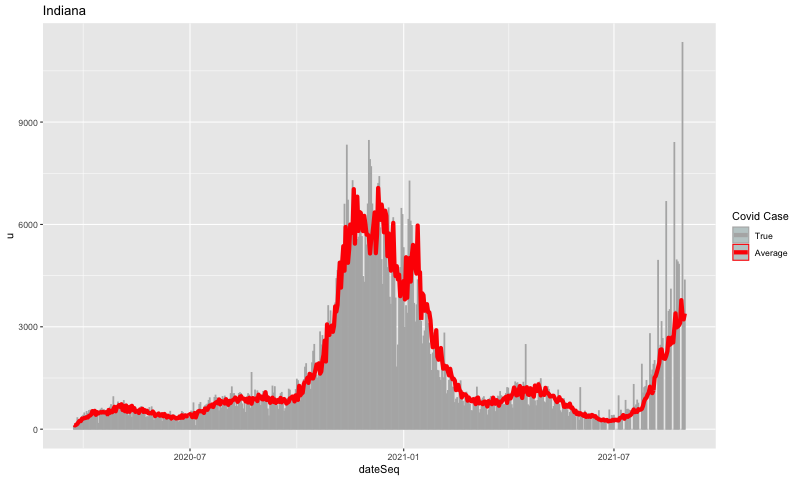 Indiana
9000
6000
3000
0
u
2020-07
2021-01
2021-07
dateSeq
Covid Case
True
Average